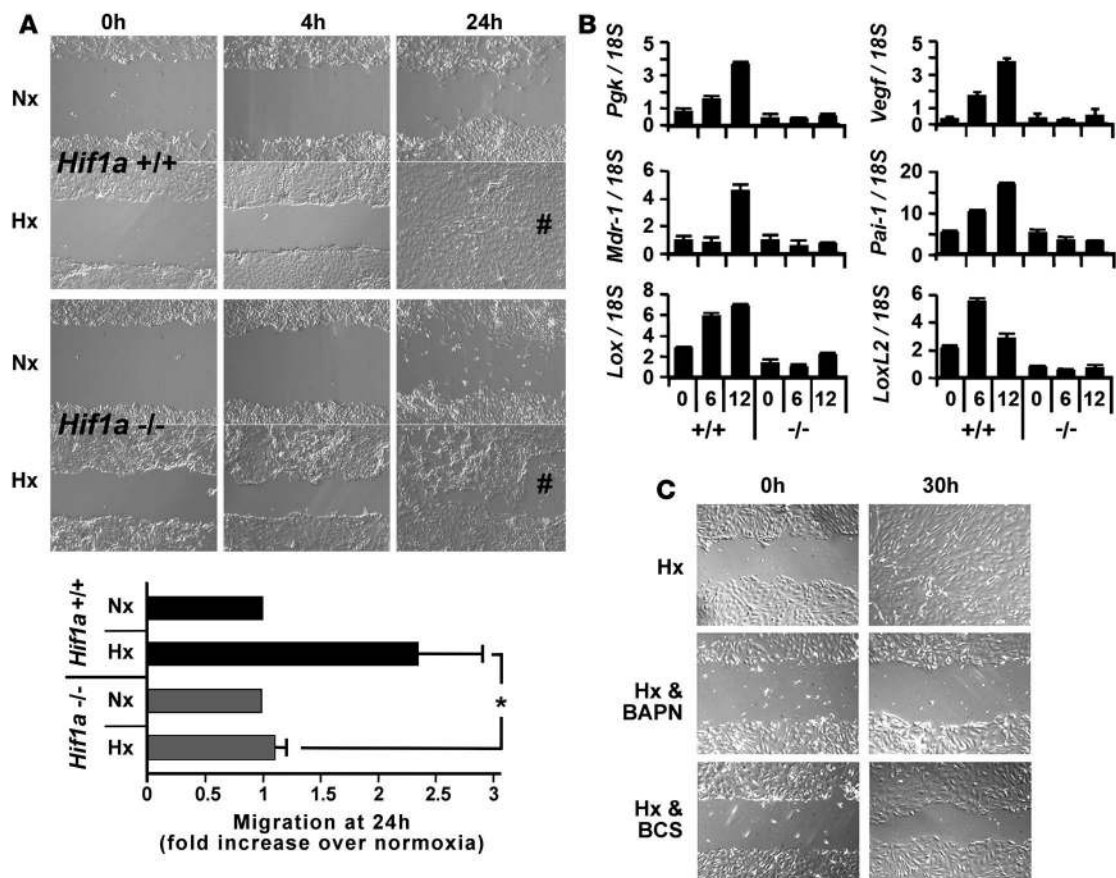 A
0h 4h 24h
Nx
Hif1a +/+
Hx
#
Nx
Hif1a -/-
Hx
#
Hif1a +/+
Nx
Hx
Hif1a -/-
Nx
Hx
*
0 0.5 1 1.5 2 2.5 3
Migration at 24h
(fold increase over normoxia)
B
Pgk / 18S
5
3
1
0
Vegf / 18S
5
3
1
0
Mdr-1 / 18S
6
4
2
0
Pai-1 / 18S
20
10
0
Lox / 18S
8
6
4
2
0
LoxL2 / 18S
6
4
2
0
0 6 12 0 6 12
+/+ -/-
0 6 12 0 6 12
+/+ -/-
C
0h 30h
Hx
Hx &
BAPN
Hx &
BCS